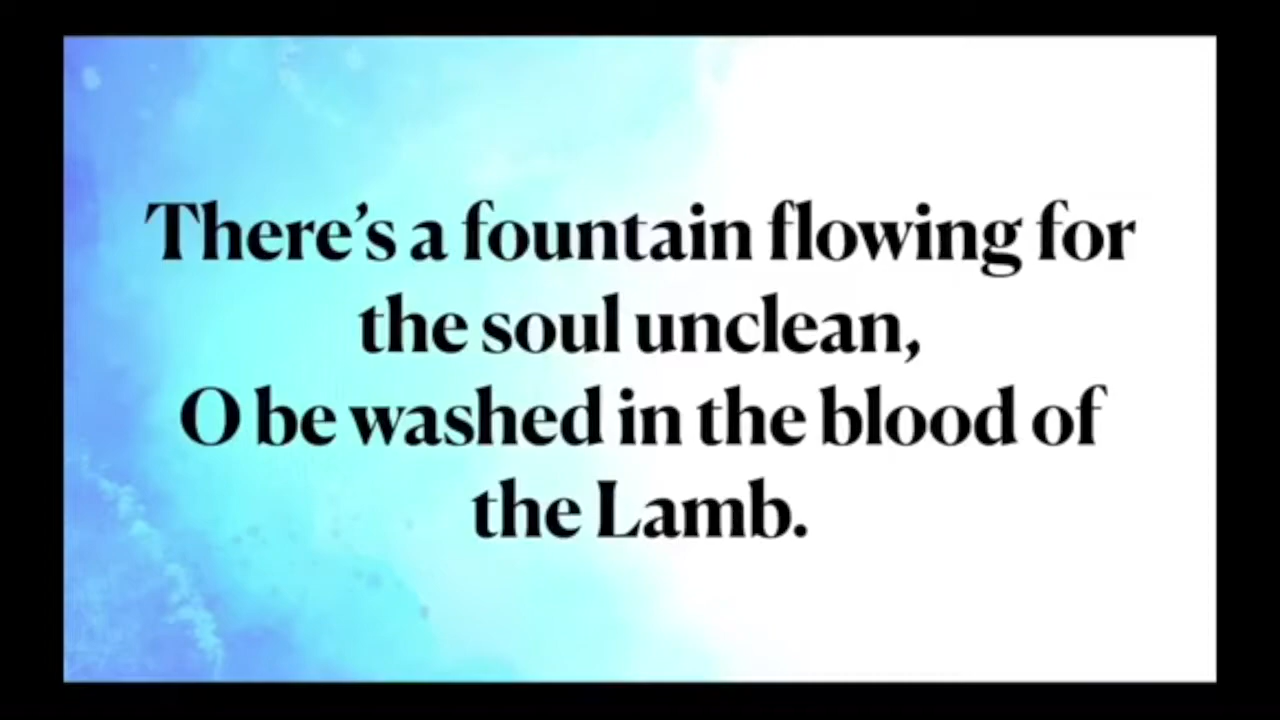 There’s a fountain flowing for
the soul unclean,
O be washed in the blood of
the Lamb.